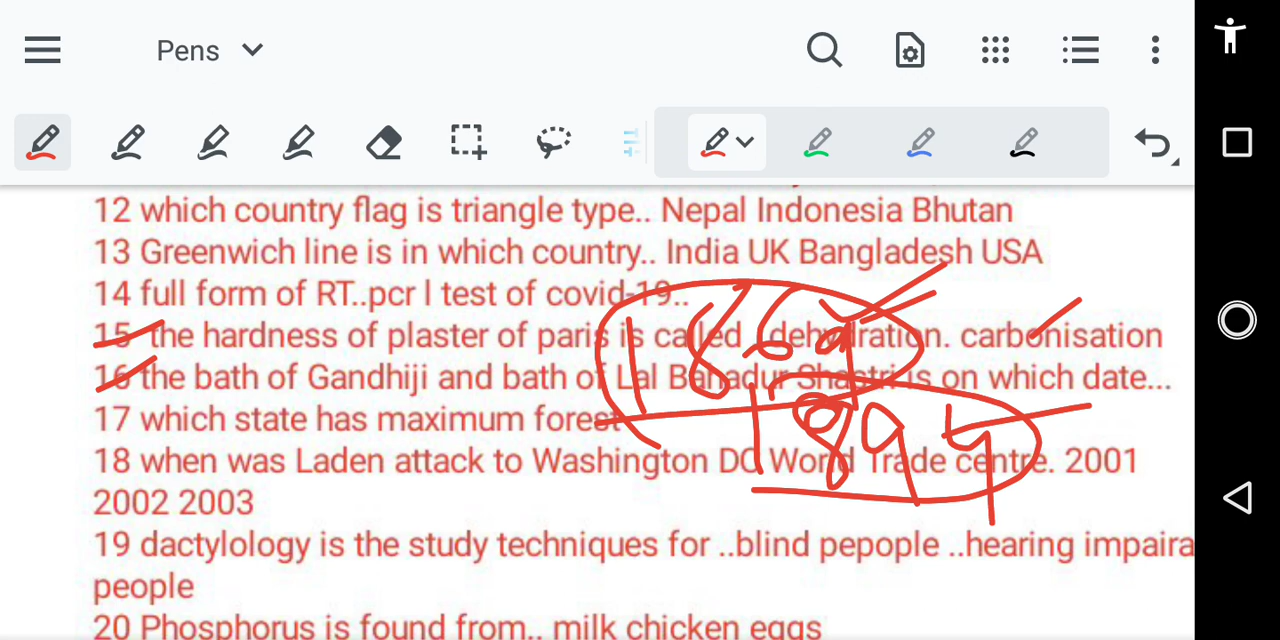 Pens
12 which country flag is triangle type.. Nepal Indonesia Bhutan
13 Greenwich line is in which country.. India UK Bangladesh USA
14 full form of RT..pcr l test of covid-19..
15 the hardness of plaster of paris is called dehydration. carbonisation
16 the bath of Gandhiji and bath of Lal Bahadur Shastri is on which date...
17 which state has maximum forest
18 when was Laden attack to Washington DC World Trade centre. 2001
2002 2003
19 dactylology is the study techniques for ..blind pepople ..hearing impaira
people
20 Phosphorus is found from.. milk chicken eggs
1869